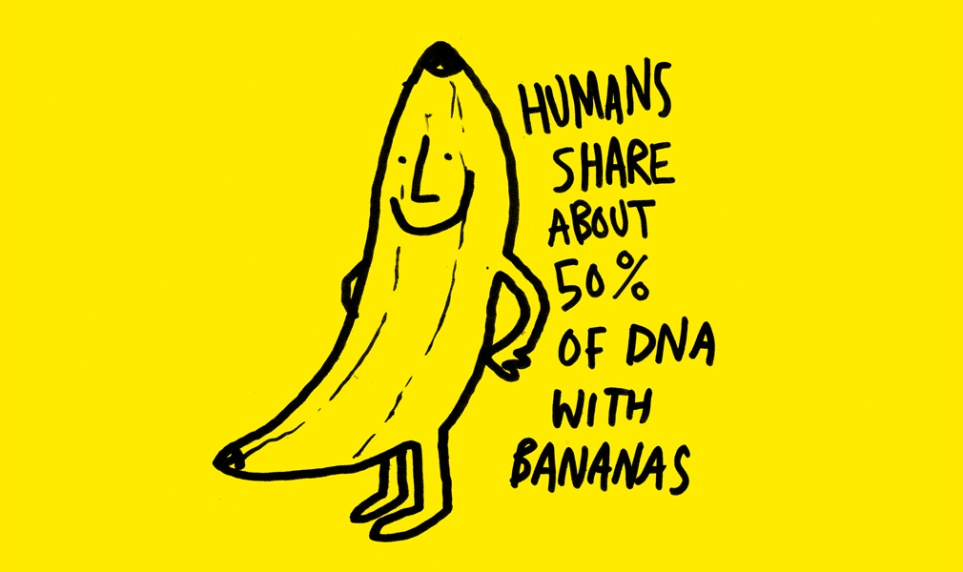 HUMANS
SHARE
ABOUT
50%
OF DNA
WITH
BANANAS